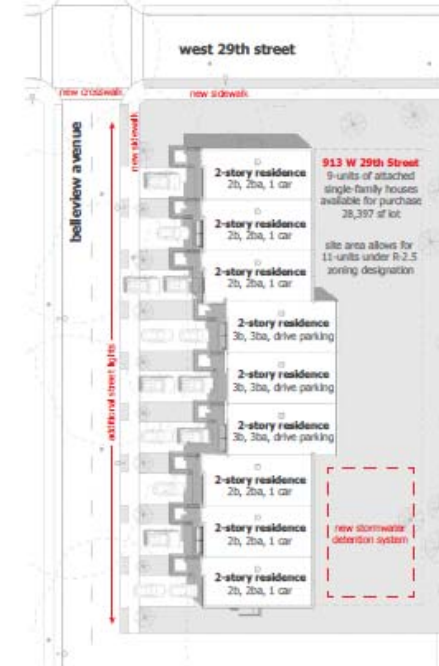 west 29th street
new crosswalk
new sidewalk
belleview avenue
new sidewalk
additional street lights
2-story residence
2b, 2ba, 1 car
2-story residence
2b, 2ba, 1 car
2-story residence
2b, 2ba, 1 car
2-story residence
3b, 3ba, drive parking
2-story residence
3b, 3ba, drive parking
2-story residence
3b, 3ba, drive parking
2-story residence
2b, 2ba, 1 car
2-story residence
2b, 2ba, 1 car
2-story residence
2b, 2ba, 1 car
913 W 29th Street
9-units of attached
single-family houses
available for purchase
28,397 sf lot
site area allows for
11-units under R-2.5
zoning designation
new stormwater
detention system